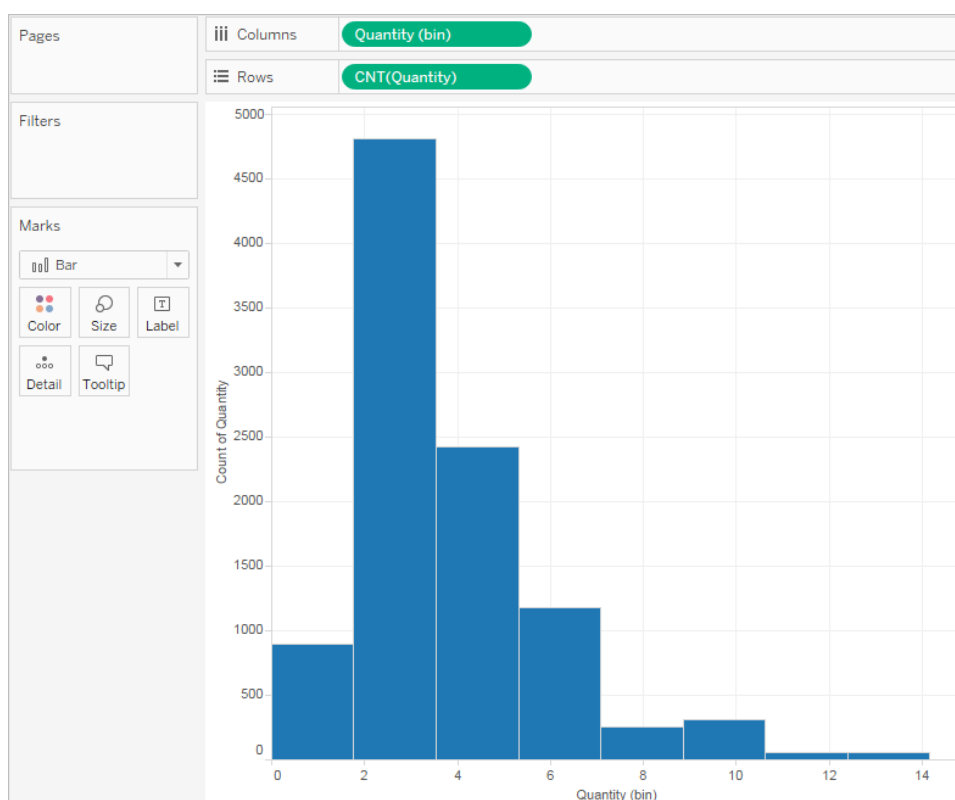 Pages
Columns
Quantity (bin)
Rows
CNT(Quantity)
Filters
Marks
Bar
Color
Size
T
Label
Detail
Tooltip
5000
4500
4000
3500
3000
2500
2000
1500
1000
500
0
Count of Quantity
0 2 4 6 8 10 12 14
Quantity (bin)